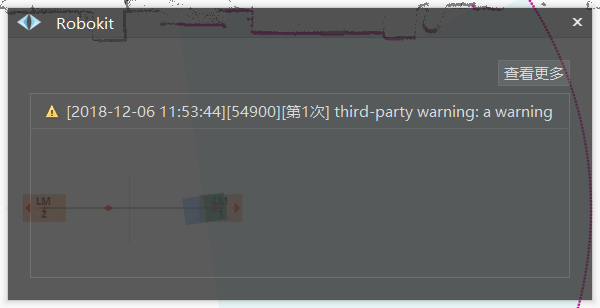 Robokit
查看更多
[2018-12-06 11:53:44][54900][第1次] third-party warning: a warning
LM
2
LM